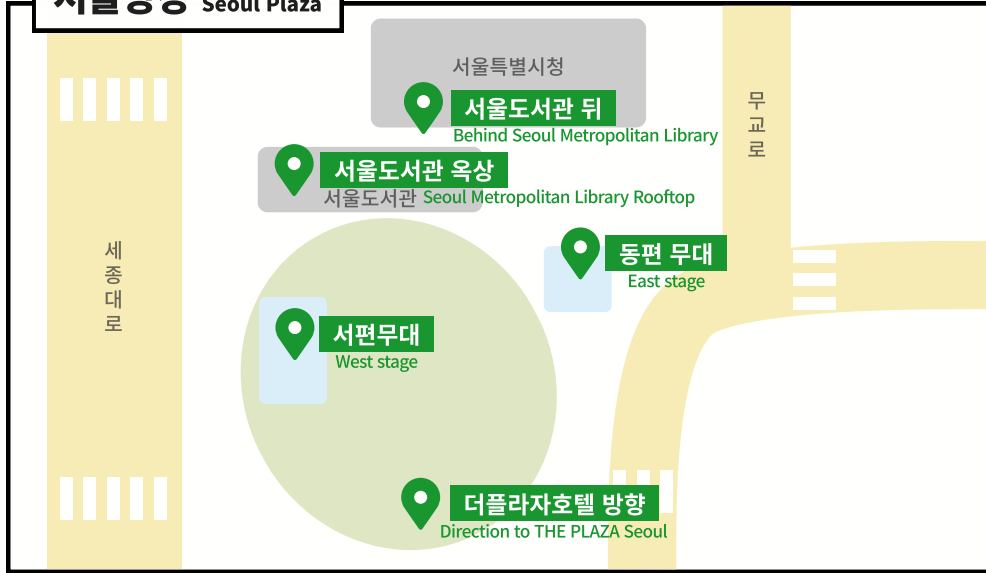 서울광장 Seoul Plaza
서울특별시청
서울도서관 뒤
Behind Seoul Metropolitan Library
무교로
서울도서관 옥상
서울도서관 Seoul Metropolitan Library Rooftop
세종대로
동편 무대
East stage
서편무대
West stage
더플라자호텔 방향
Direction to THE PLAZA Seoul